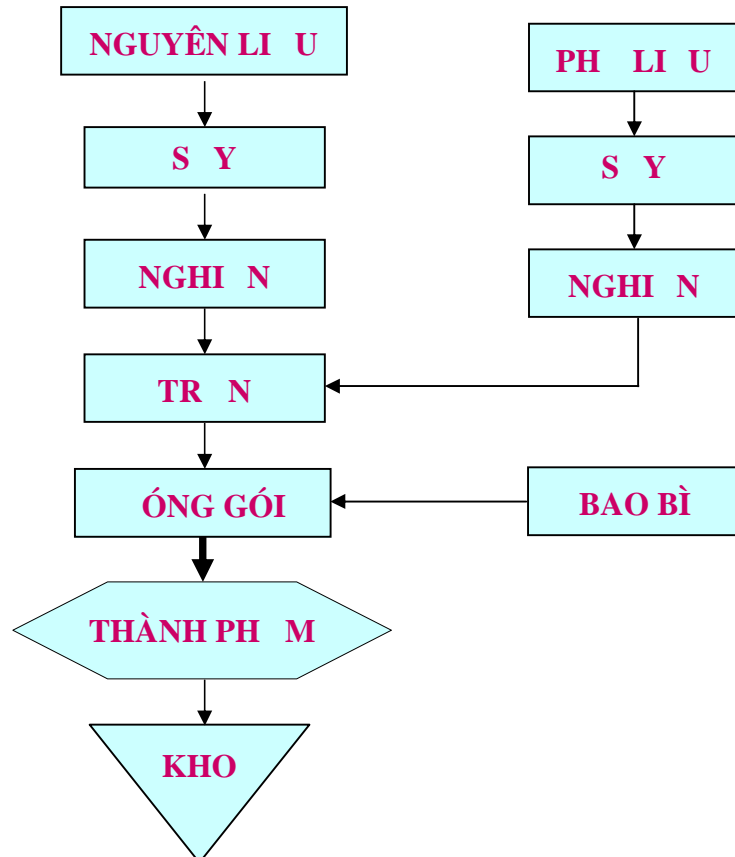 NGUYÊN LI U
PH LI U
S Y
S Y
NGHI N
NGHI N
TR N
ÓNG GÓI
BAO BÌ
THÀNH PH M
KHO